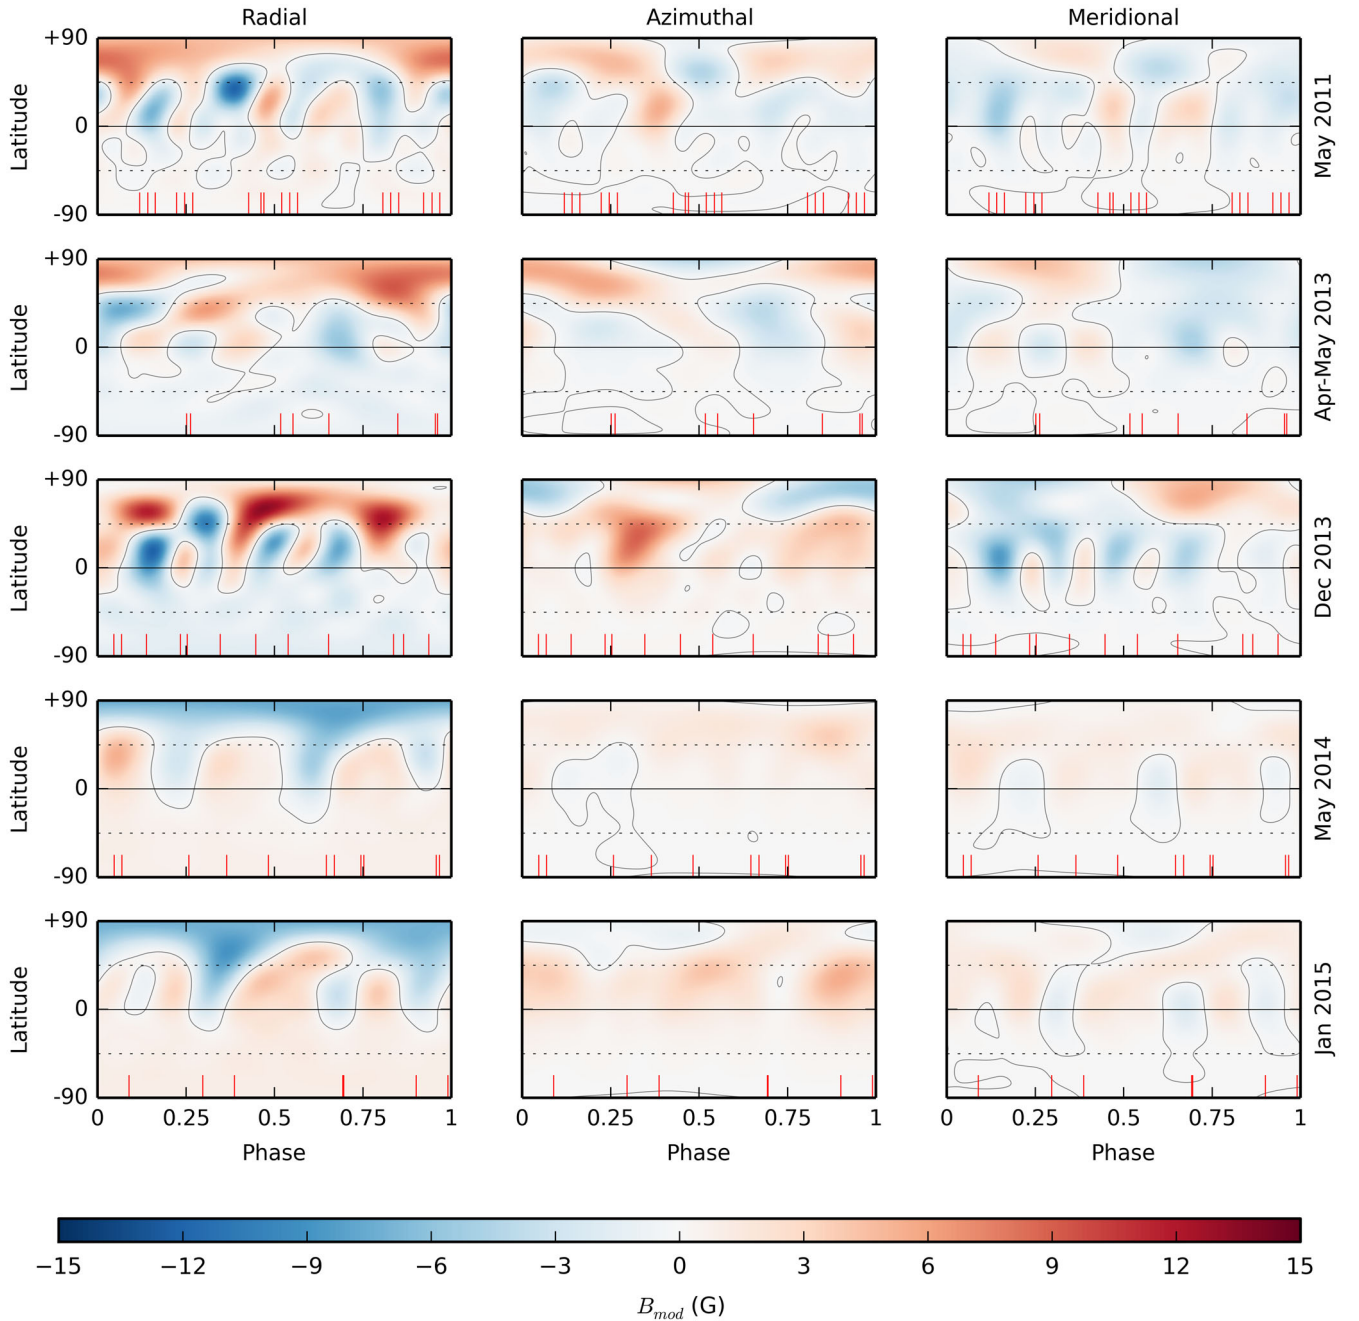 Radial Azimuthal Meridional
+90
0
-90
Latitude
May 2011
+90
0
-90
Latitude
Apr-May 2013
+90
0
-90
Latitude
Dec 2013
+90
0
-90
Latitude
May 2014
+90
0
-90
Latitude
Jan 2015
0 0.25 0.5 0.75 1 0 0.25 0.5 0.75 1 0 0.25 0.5 0.75 1
Phase Phase Phase
−15 −12 −9 −6 −3 0 3 6 9 12 15
B_mod (G)